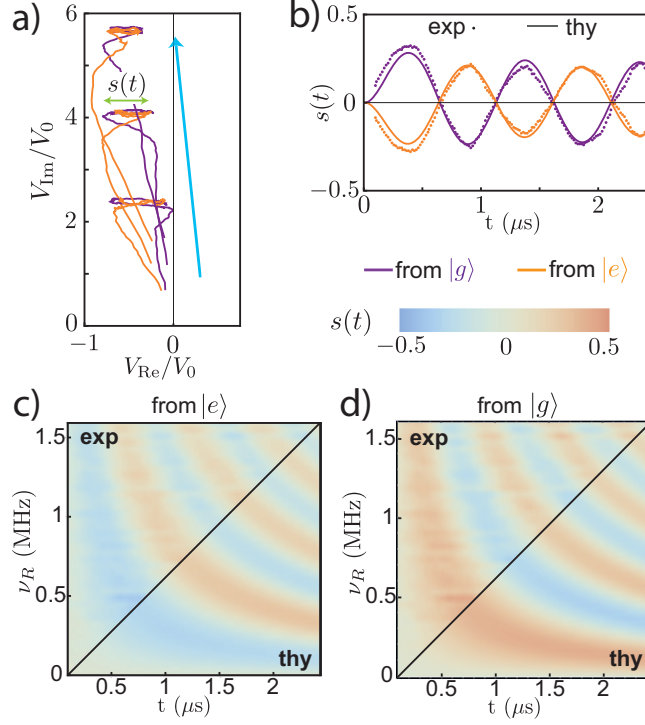 a)
6
4
2
0
V_Im/V_0
s(t)
−1
0
V_Re/V_0
b)
exp · — thy
0.5
0
−0.5
s(t)
0
1
2
t (μs)
from |g⟩
from |e⟩
s(t)
−0.5
0
0.5
c)
from |e⟩
exp
thy
1.5
1
0.5
0
ν_R (MHz)
0.5
1
1.5
2
t (μs)
d)
from |g⟩
exp
thy
1.5
1
0.5
0
ν_R (MHz)
0.5
1
1.5
2
t (μs)